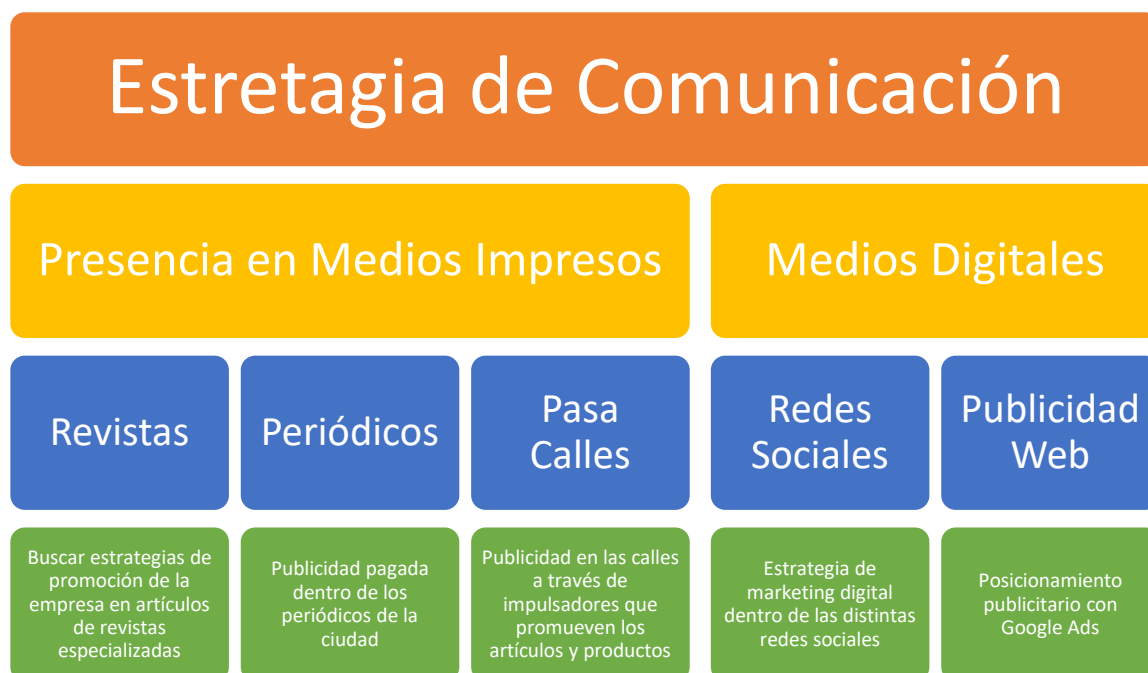 Estretagia de Comunicación
Presencia en Medios Impresos
Medios Digitales
Revistas
Periódicos
Pasa
Calles
Redes
Sociales
Publicidad
Web
Buscar estrategias de
promoción de la
empresa en artículos
de revistas
especializadas
Publicidad pagada
dentro de los
periódicos de la
ciudad
Publicidad en las calles
a través de
impulsadores que
promueven los
artículos y productos
Estrategia de
marketing digital
dentro de las distintas
redes sociales
Posicionamiento
publicitario con
Google Ads